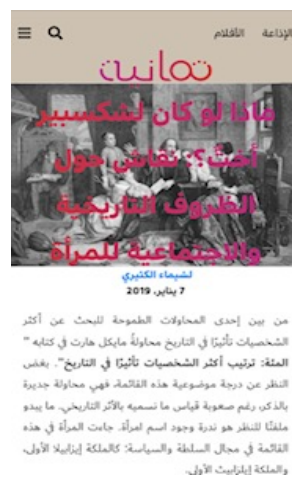 الإذاعة الأفلام
ثمانية
ماذا لو كان لشكسبير
أختٌ؟: نقاش حول
الظروف التاريخية
والاجتماعية للمرأة
لشيماء الكثيري
7 يناير، 2019
من بين إحدى المحاولات الطموحة للبحث عن أكثر
الشخصيات تأثيرًا في التاريخ محاولةُ مايكل هارت في كتابه "
المئة: ترتيب أكثر الشخصيات تأثيرًا في التاريخ". بغض
النظر عن درجة موضوعية هذه القائمة، فهي محاولة جديرة
بالذكر، رغم صعوبة قياس ما نسميه بالأثر التاريخي. ما يبدو
ملفتًا للنظر هو ندرة وجود اسم امرأة. جاءت المرأة في هذه
القائمة في مجال السلطة والسياسة: كالملكة إيزابيلا الأولى،
والملكة إليزابيث الأولى.